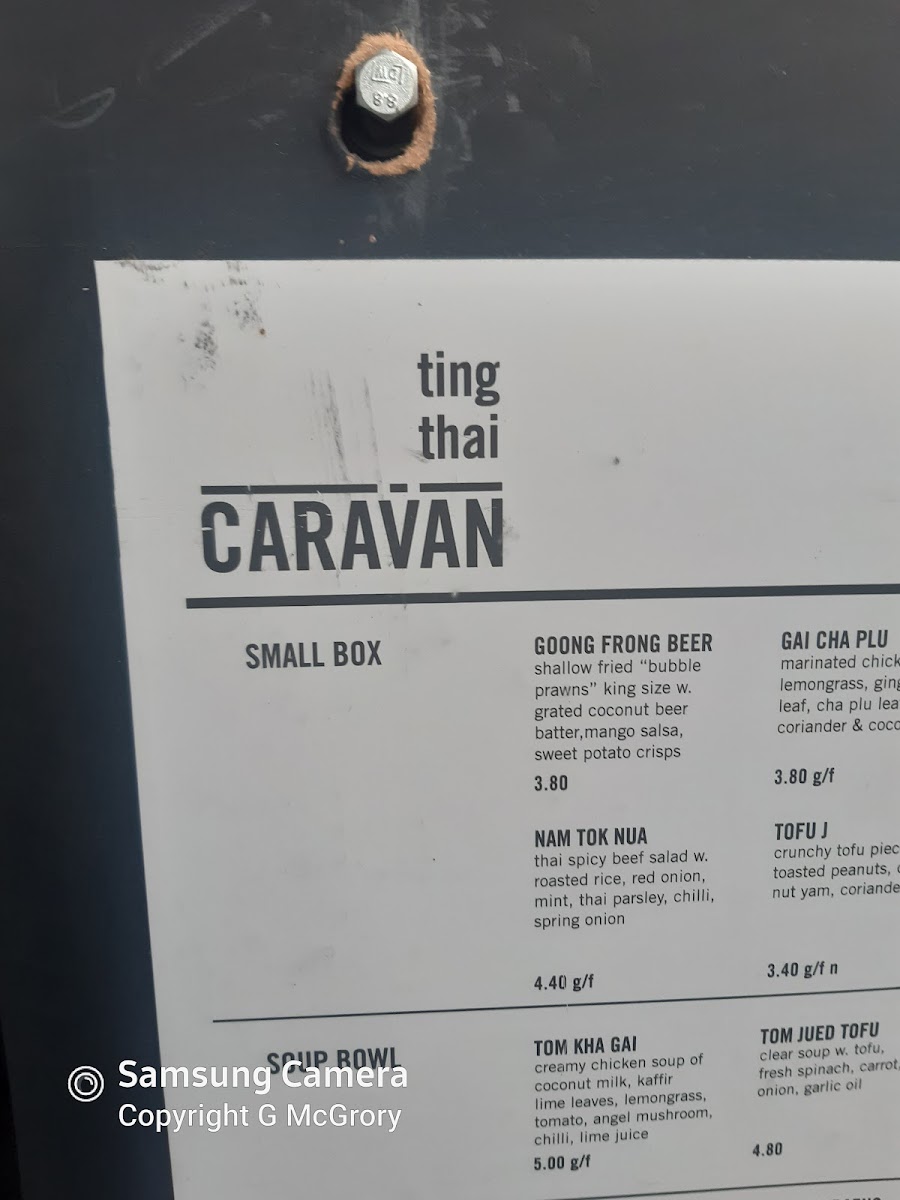 8.8
ting
thai
CARAVAN
SMALL BOX
GOONG FRONG BEER
shallow fried “bubble
prawns” king size w.
grated coconut beer
batter,mango salsa,
sweet potato crisps
3.80
GAI CHA PLU
marinated chick
lemongrass, ging
leaf, cha plu lea
coriander & coco
3.80 g/f
NAM TOK NUA
thai spicy beef salad w.
roasted rice, red onion,
mint, thai parsley, chilli,
spring onion
4.40 g/f
TOFU J
crunchy tofu piec
toasted peanuts,
nut yam, coriande
3.40 g/f n
SOUP BOWL
TOM KHA GAI
creamy chicken soup of
coconut milk, kaffir
lime leaves, lemongrass,
tomato, angel mushroom,
chilli, lime juice
5.00 g/f
TOM JUED TOFU
clear soup w. tofu,
fresh spinach, carrot,
onion, garlic oil
4.80
Samsung Camera
Copyright G McGrory